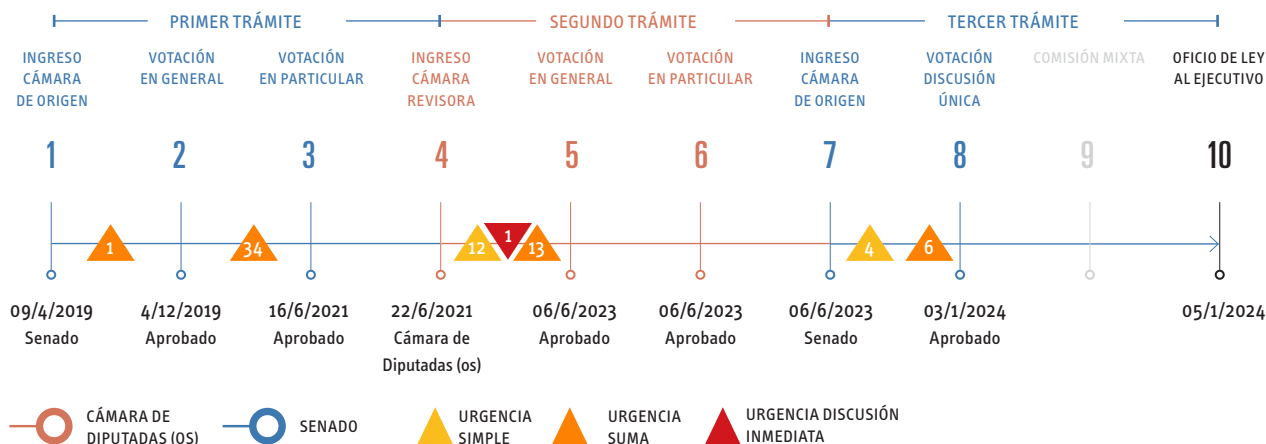 PRIMER TRÁMITE
SEGUNDO TRÁMITE
TERCER TRÁMITE
INGRESO
CÁMARA
DE ORIGEN
VOTACIÓN
EN GENERAL
VOTACIÓN
EN PARTICULAR
INGRESO
CÁMARA
REVISORA
VOTACIÓN
EN GENERAL
VOTACIÓN
EN PARTICULAR
INGRESO
CÁMARA
DE ORIGEN
VOTACIÓN
DISCUSIÓN
ÚNICA
COMISIÓN MIXTA
OFICIO DE LEY
AL EJECUTIVO
1
2
3
4
5
6
7
8
9
10
1
34
12
1
13
4
6
09/4/2019
Senado
4/12/2019
Aprobado
16/6/2021
Aprobado
22/6/2021
Cámara de
Diputadas (os)
06/6/2023
Aprobado
06/6/2023
Aprobado
06/6/2023
Senado
03/1/2024
Aprobado
05/1/2024
CÁMARA DE
DIPUTADAS (OS)
SENADO
URGENCIA
SIMPLE
URGENCIA
SUMA
URGENCIA DISCUSIÓN
INMEDIATA